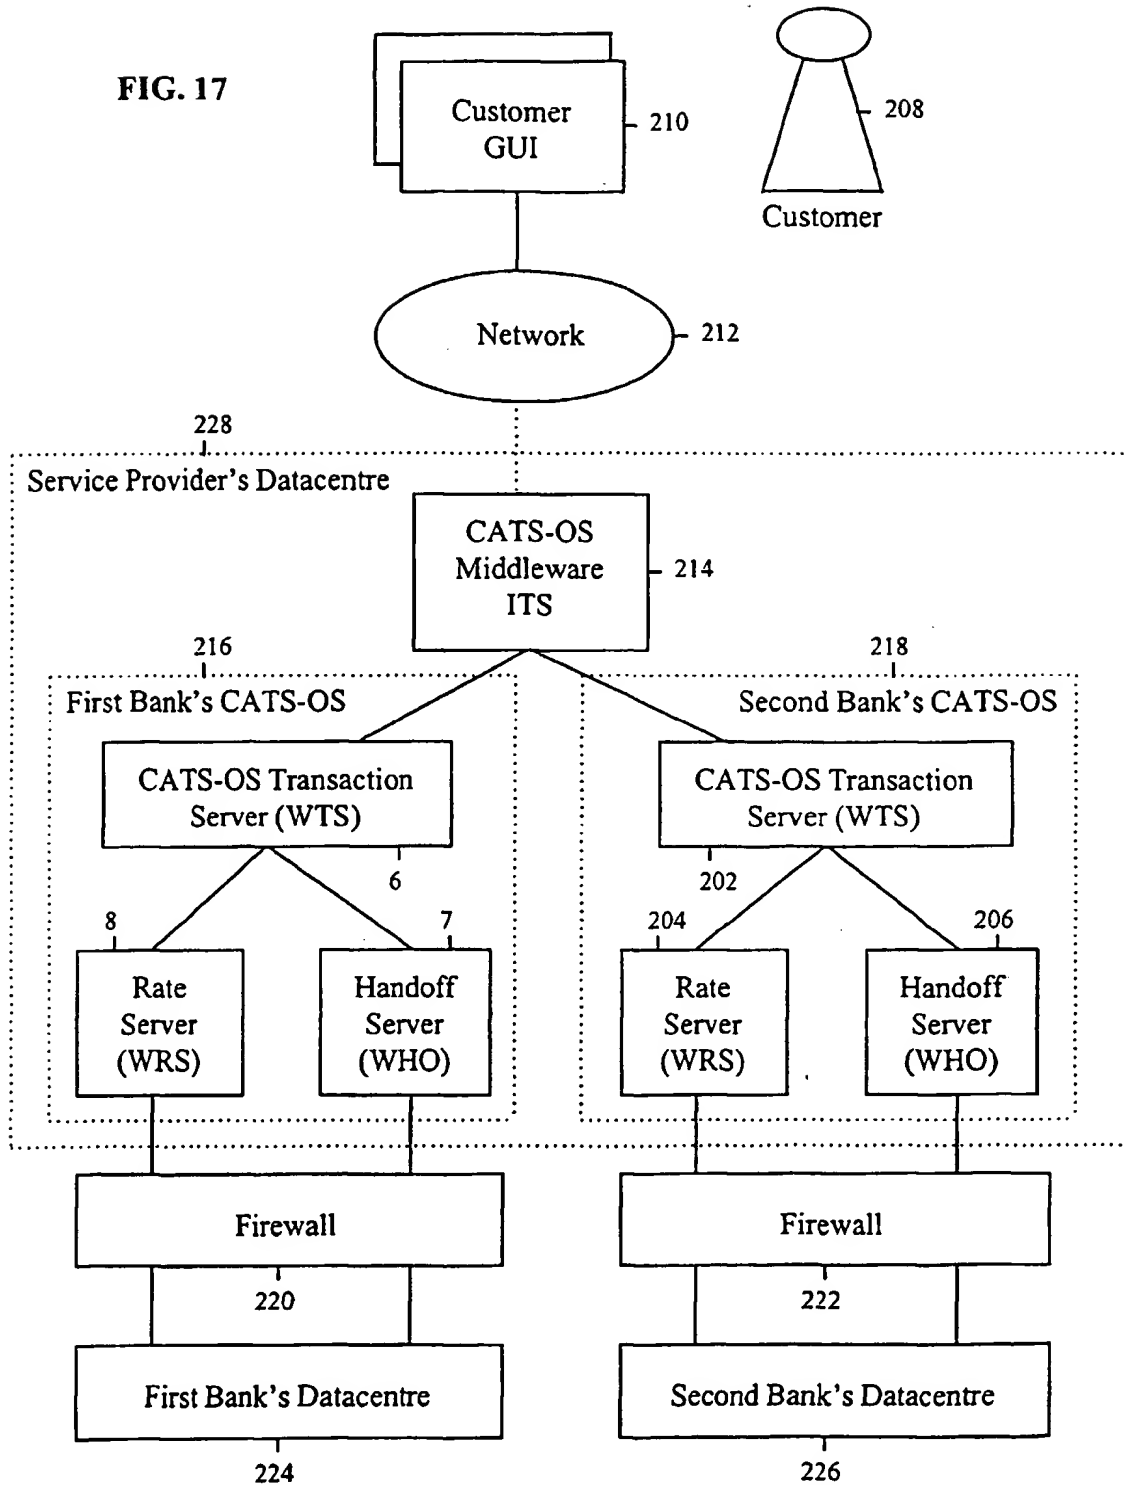 FIG. 17
Customer
GUI
210
208
Customer
Network
212
228
Service Provider's Datacentre
CATS-OS
Middleware
ITS
214
216
218
First Bank's CATS-OS
Second Bank's CATS-OS
CATS-OS Transaction
Server (WTS)
CATS-OS Transaction
Server (WTS)
6
202
8
7
204
206
Rate
Server
(WRS)
Handoff
Server
(WHO)
Rate
Server
(WRS)
Handoff
Server
(WHO)
Firewall
Firewall
220
222
First Bank's Datacentre
Second Bank's Datacentre
224
226